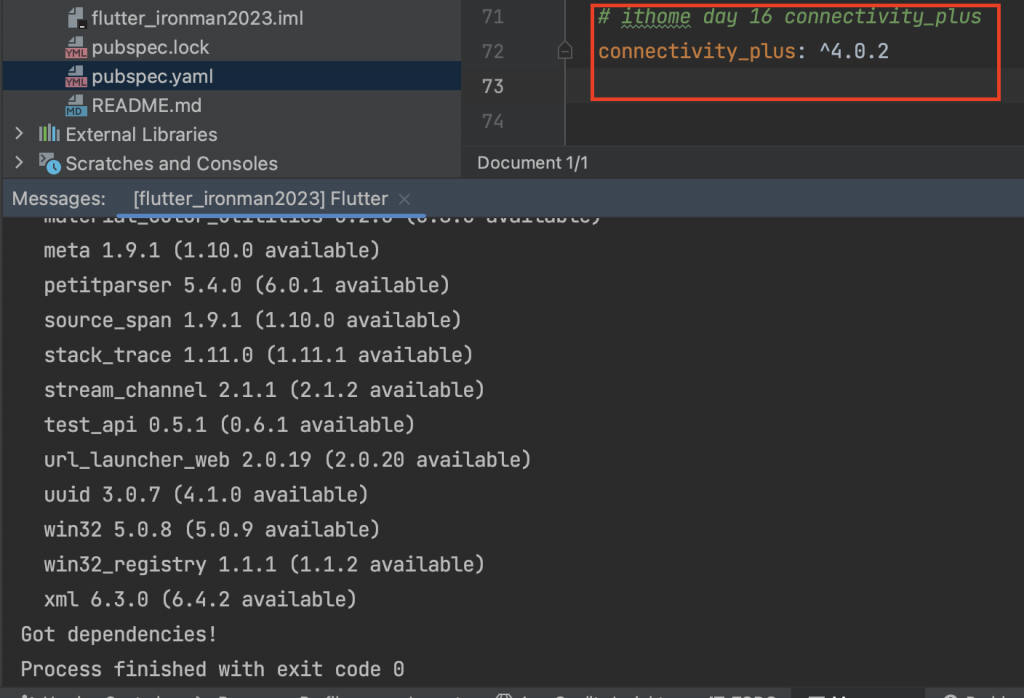 flutter_ironman2023.iml
pubspec.lock
pubspec.yaml
README.md
External Libraries
Scratches and Consoles
71 # ithome day 16 connectivity_plus
72 connectivity_plus: ^4.0.2
73
74
Document 1/1
Messages: [flutter_ironman2023] Flutter
meta 1.9.1 (1.10.0 available)
petitparser 5.4.0 (6.0.1 available)
source_span 1.9.1 (1.10.0 available)
stack_trace 1.11.0 (1.11.1 available)
stream_channel 2.1.1 (2.1.2 available)
test_api 0.5.1 (0.6.1 available)
url_launcher_web 2.0.19 (2.0.20 available)
uuid 3.0.7 (4.1.0 available)
win32 5.0.8 (5.0.9 available)
win32_registry 1.1.1 (1.1.2 available)
xml 6.3.0 (6.4.2 available)
Got dependencies!
Process finished with exit code 0